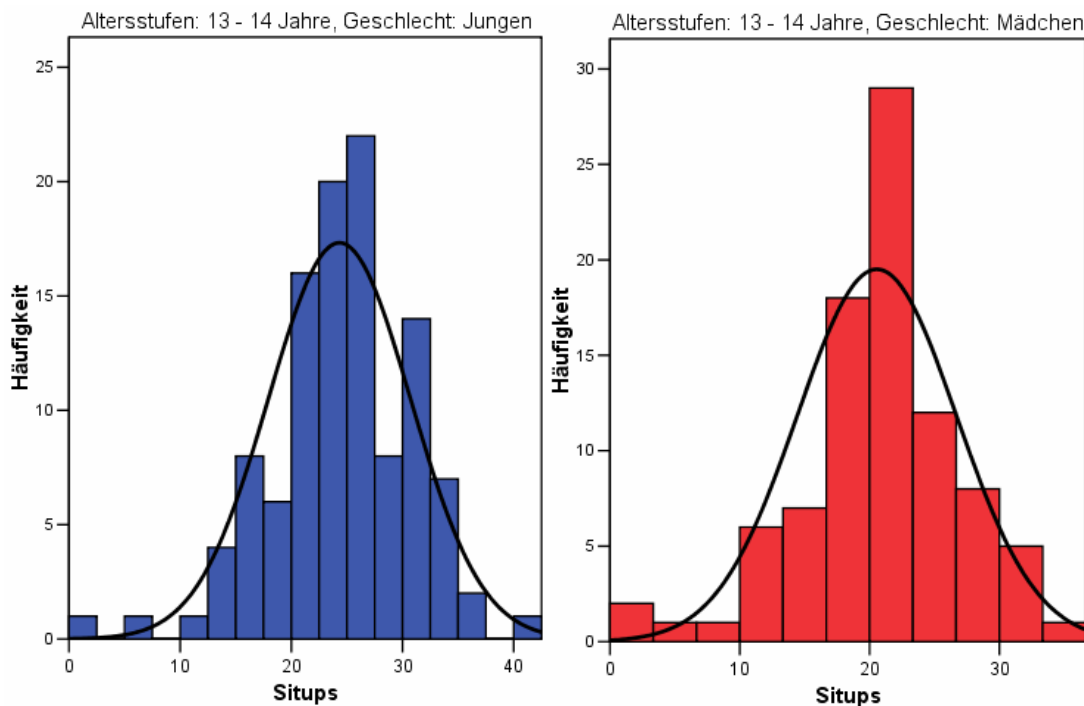 Altersstufen: 13 - 14 Jahre, Geschlecht: Jungen
25
20
15
10
5
0
Häufigkeit
0 10 20 30 40
Situps
Altersstufen: 13 - 14 Jahre, Geschlecht: Mädchen
30
25
20
15
10
5
0
Häufigkeit
0 10 20 30
Situps